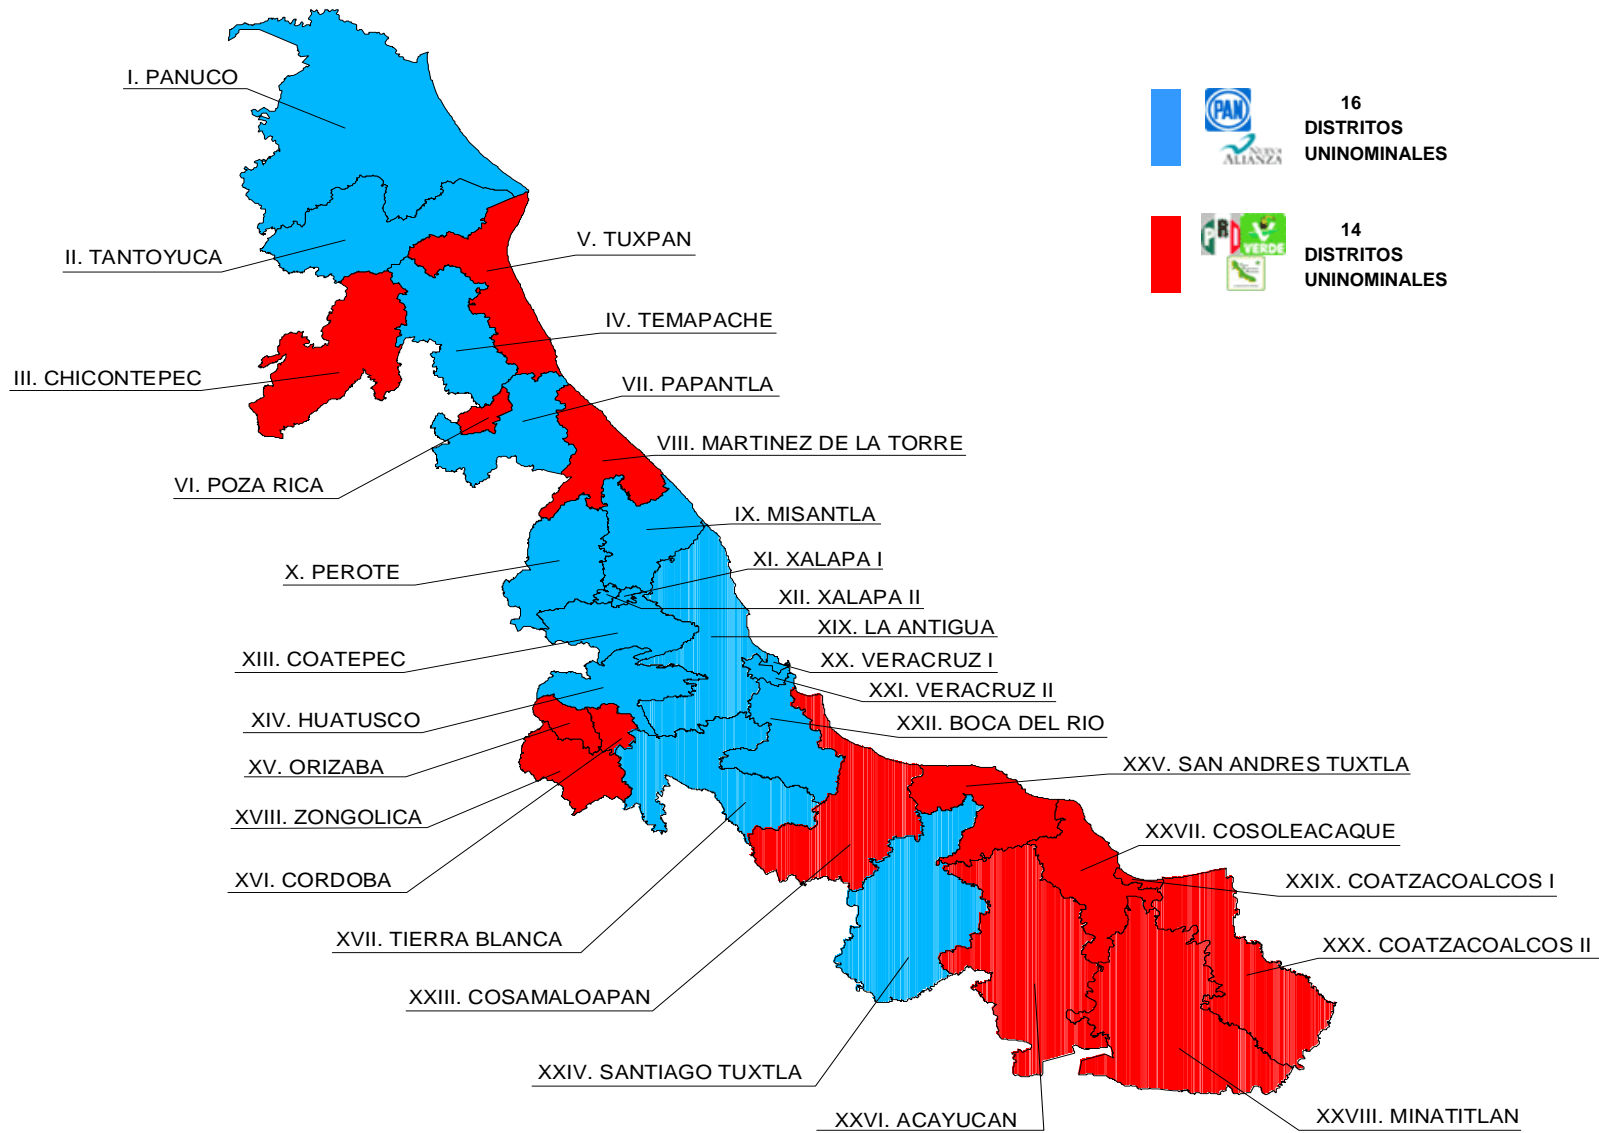 I. PANUCO
II. TANTOYUCA
V. TUXPAN
IV. TEMAPACHE
III. CHICONTEPEC
VII. PAPANTLA
VIII. MARTINEZ DE LA TORRE
VI. POZA RICA
IX. MISANTLA
X. PEROTE
XI. XALAPA I
XII. XALAPA II
XIX. LA ANTIGUA
XIII. COATEPEC
XX. VERACRUZ I
XXI. VERACRUZ II
XIV. HUATUSCO
XXII. BOCA DEL RIO
XV. ORIZABA
XXV. SAN ANDRES TUXTLA
XVIII. ZONGOLICA
XXVII. COSOLEACAQUE
XVI. CORDOBA
XXIX. COATZACOALCOS I
XVII. TIERRA BLANCA
XXX. COATZACOALCOS II
XXIII. COSAMALOAPAN
XXIV. SANTIAGO TUXTLA
XXVI. ACAYUCAN
XXVIII. MINATITLAN
PAN
NUEVA
ALIANZA
16
DISTRITOS
UNINOMINALES
PRI
VERDE
14
DISTRITOS
UNINOMINALES